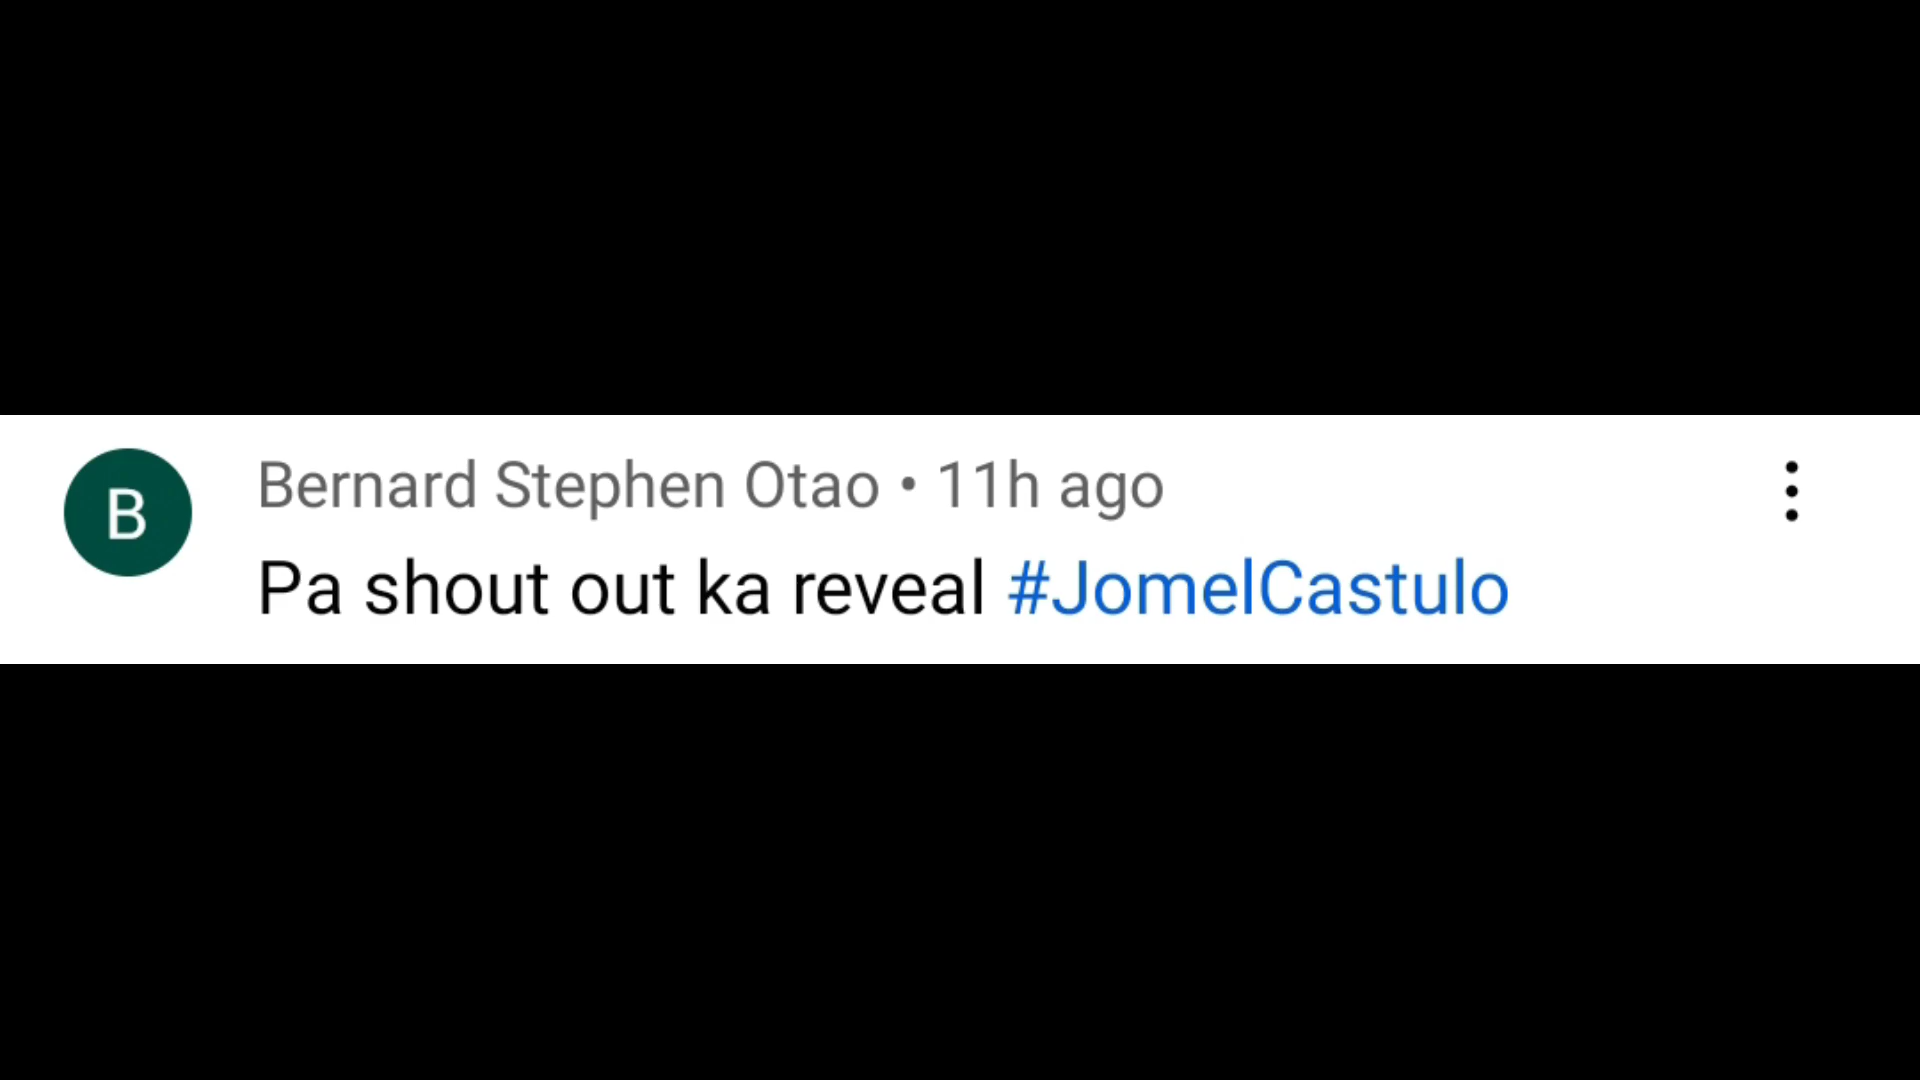 B
Bernard Stephen Otao • 11h ago
Pa shout out ka reveal #JomelCastulo